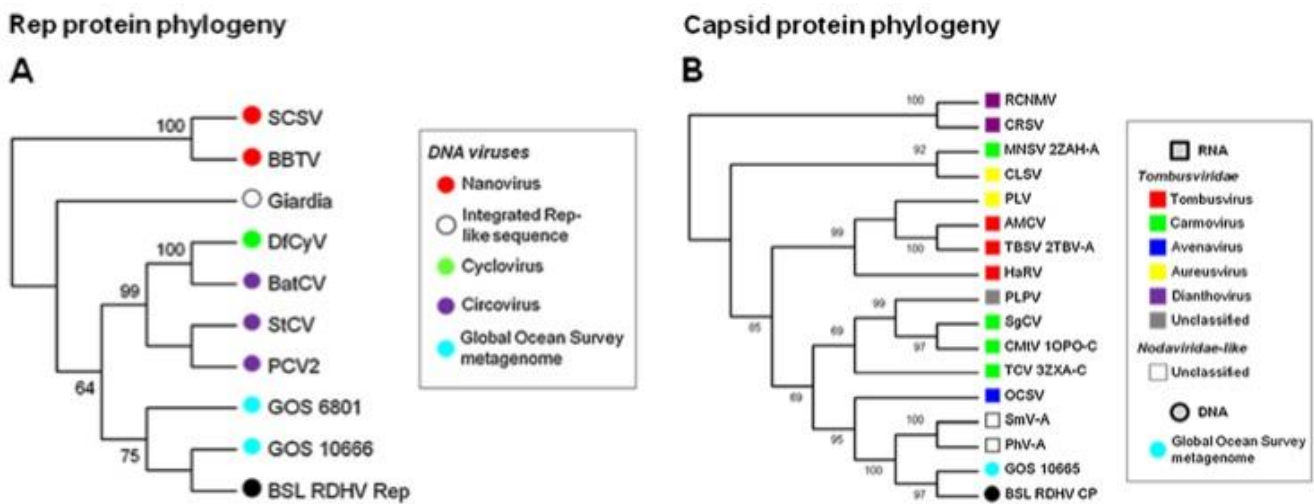 Rep protein phylogeny
A
100
SCSV
BBTV
Giardia
100
DfCyV
BatCV
99
StCV
PCV2
64
GOS 6801
75
GOS 10666
BSL RDHV Rep
DNA viruses
Nanovirus
Integrated Rep-
like sequence
Cyclovirus
Circovirus
Global Ocean Survey
metagenome
Capsid protein phylogeny
B
100
RCNMV
CRSV
92
MNSV 2ZAH-A
CLSV
PLV
99
AMCV
100
TBSV 2TBV-A
HaRV
65
99
PLPV
69
SgCV
97
CMtV 1OPO-C
TCV 3ZXA-C
69
OCSV
100
SmV-A
95
PhV-A
100
GOS 10665
97
BSL RDHV CP
RNA
Tombusviridae
Tombusvirus
Carmovirus
Avenavirus
Aureusvirus
Dianthovirus
Unclassified
Nodaviridae-like
Unclassified
DNA
Global Ocean Survey
metagenome